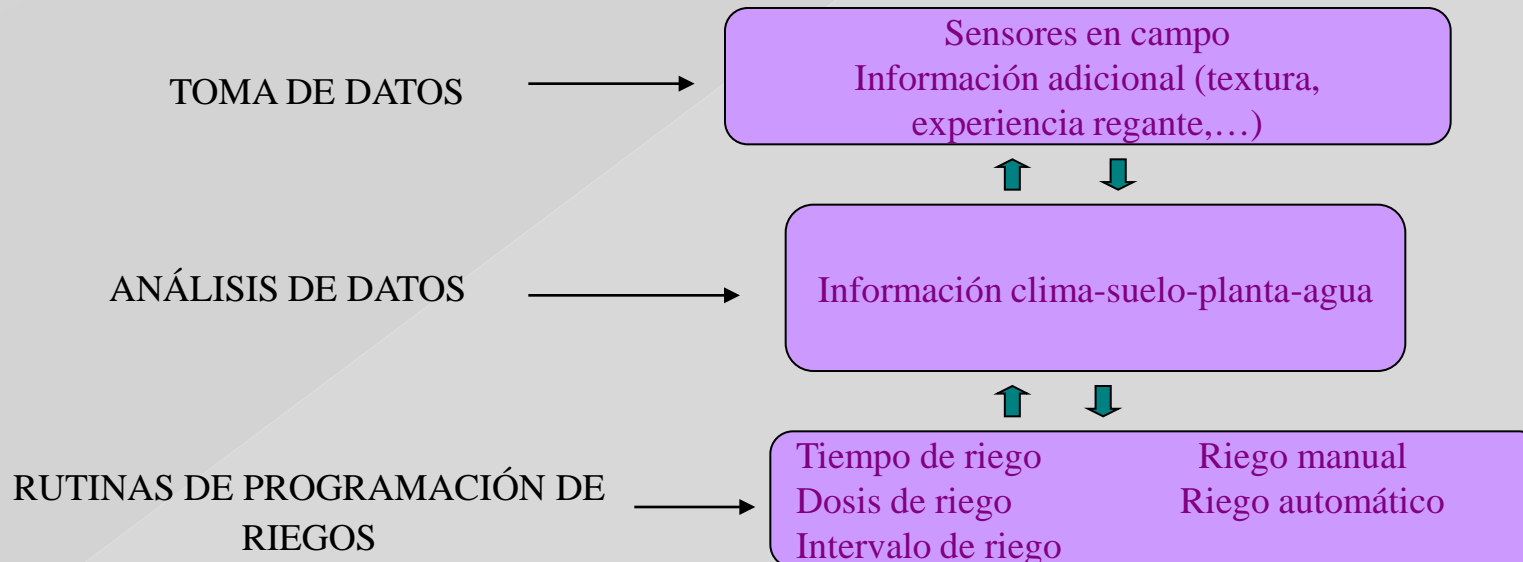 TOMA DE DATOS
Sensores en campo
Información adicional (textura,
experiencia regante,…)
ANÁLISIS DE DATOS
Información clima-suelo-planta-agua
RUTINAS DE PROGRAMACIÓN DE
RIEGOS
Tiempo de riego
Dosis de riego
Intervalo de riego
Riego manual
Riego automático